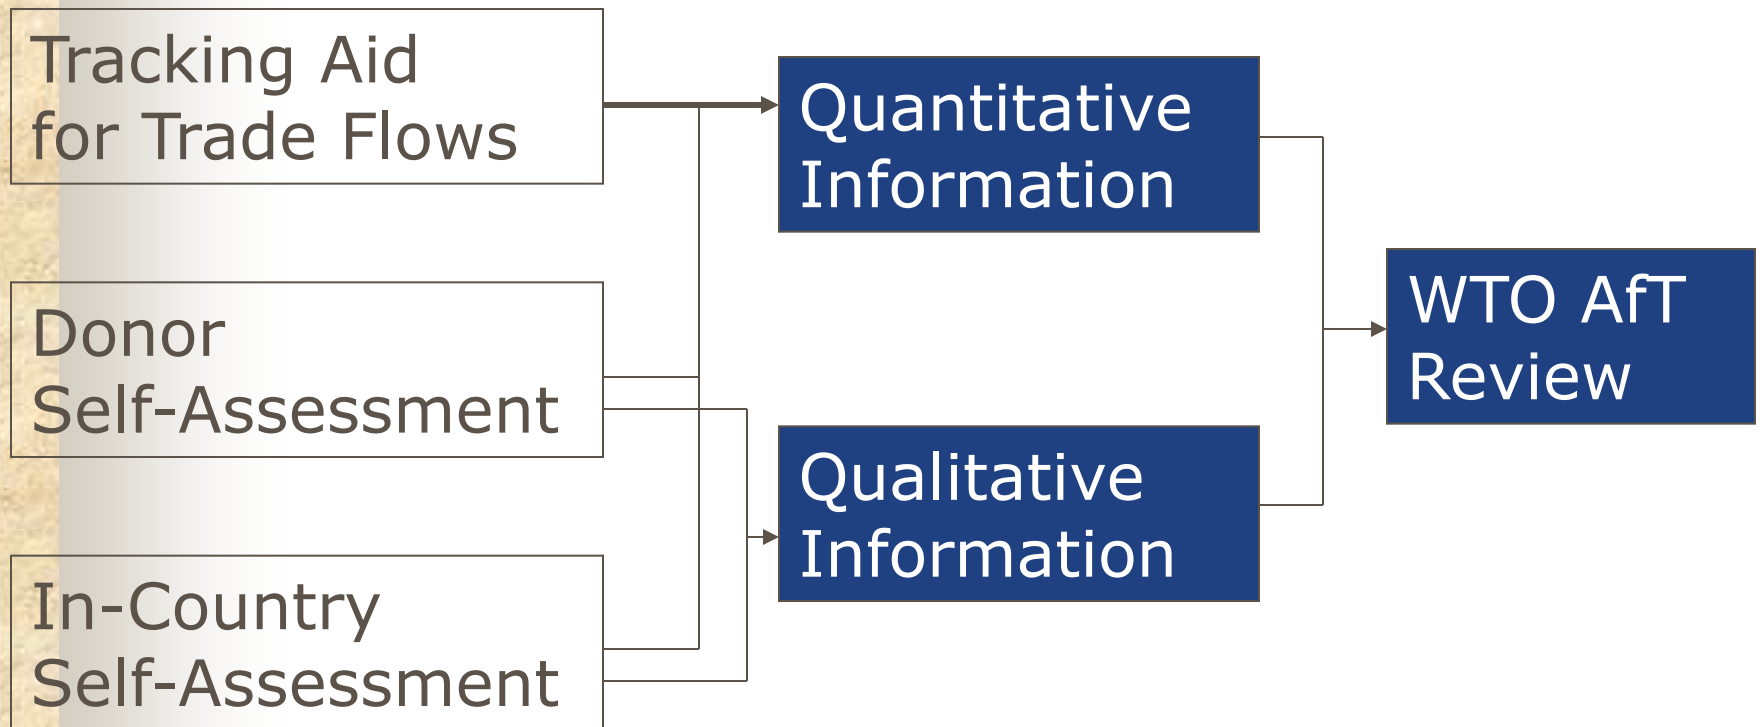 Tracking Aid
for Trade Flows
Quantitative
Information
Donor
Self-Assessment
WTO AfT
Review
Qualitative
Information
In-Country
Self-Assessment